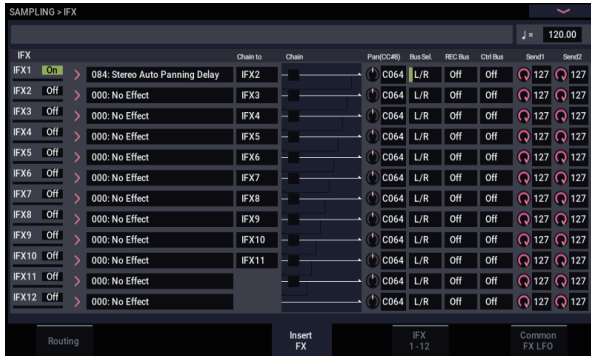 SAMPLING > IFX
♩ = 120.00
IFX Chain to Chain Pan(CC#8) Bus Sel. REC Bus Ctrl Bus Send1 Send2
IFX1 On 084: Stereo Auto Panning Delay IFX2 C064 L/R Off Off 127 127
IFX2 Off 000: No Effect IFX3 C064 L/R Off Off 127 127
IFX3 Off 000: No Effect IFX4 C064 L/R Off Off 127 127
IFX4 Off 000: No Effect IFX5 C064 L/R Off Off 127 127
IFX5 Off 000: No Effect IFX6 C064 L/R Off Off 127 127
IFX6 Off 000: No Effect IFX7 C064 L/R Off Off 127 127
IFX7 Off 000: No Effect IFX8 C064 L/R Off Off 127 127
IFX8 Off 000: No Effect IFX9 C064 L/R Off Off 127 127
IFX9 Off 000: No Effect IFX10 C064 L/R Off Off 127 127
IFX10 Off 000: No Effect IFX11 C064 L/R Off Off 127 127
IFX11 Off 000: No Effect C064 L/R Off Off 127 127
IFX12 Off 000: No Effect C064 L/R Off Off 127 127
Routing Insert FX IFX 1-12 Common FX LFO